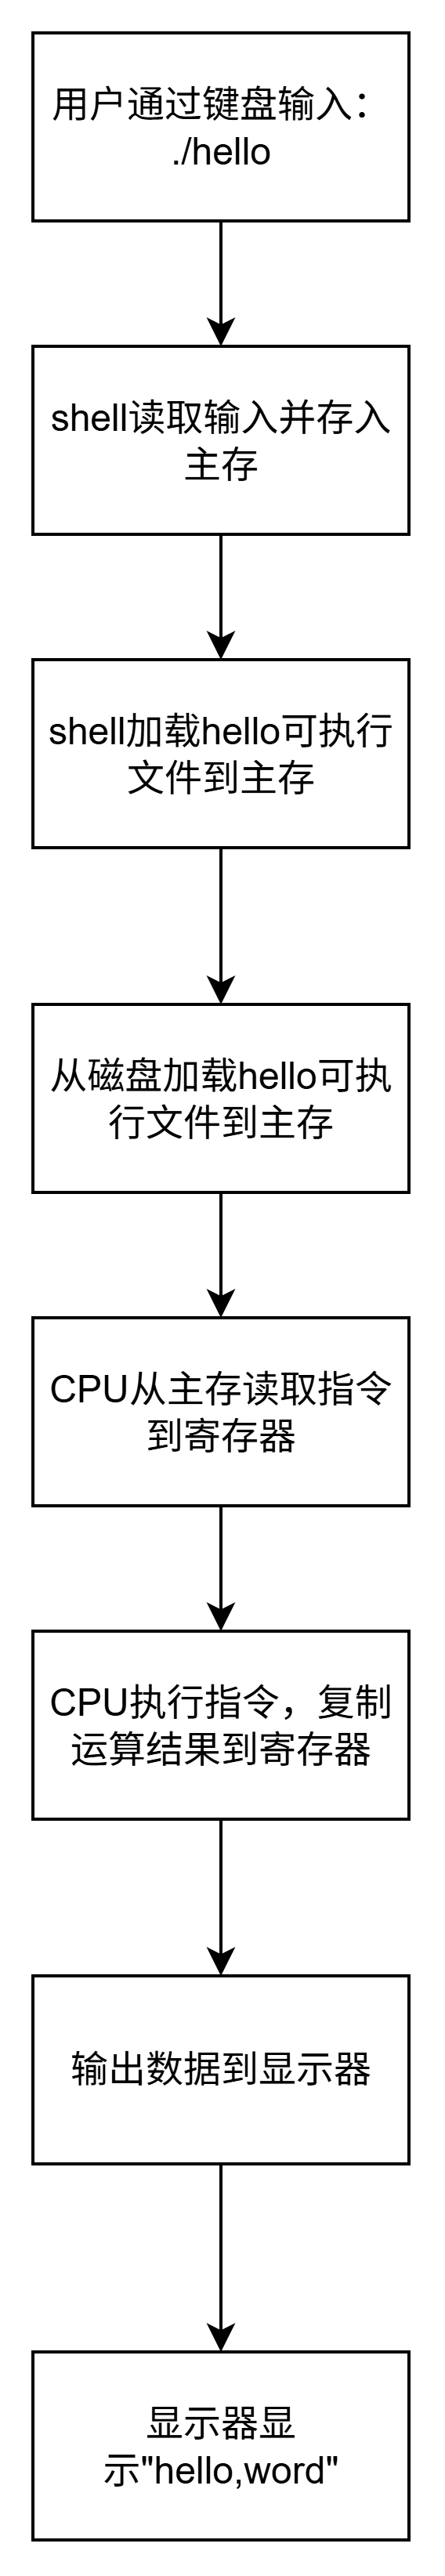 用户通过键盘输入：
./hello
shell读取输入并存入
主存
shell加载hello可执行
文件到主存
从磁盘加载hello可执
行文件到主存
CPU从主存读取指令
到寄存器
CPU执行指令，复制
运算结果到寄存器
输出数据到显示器
显示器显
示"hello,word"